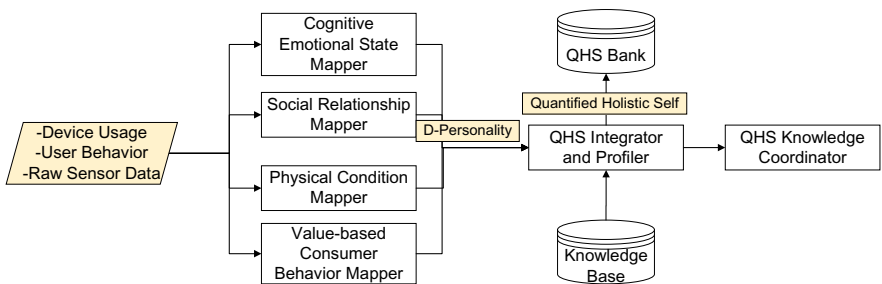 Cognitive
Emotional State
Mapper
Social Relationship
Mapper
Physical Condition
Mapper
Value-based
Consumer
Behavior Mapper
-Device Usage
-User Behavior
-Raw Sensor Data
D-Personality
QHS Bank
Quantified Holistic Self
QHS Integrator
and Profiler
QHS Knowledge
Coordinator
Knowledge
Base